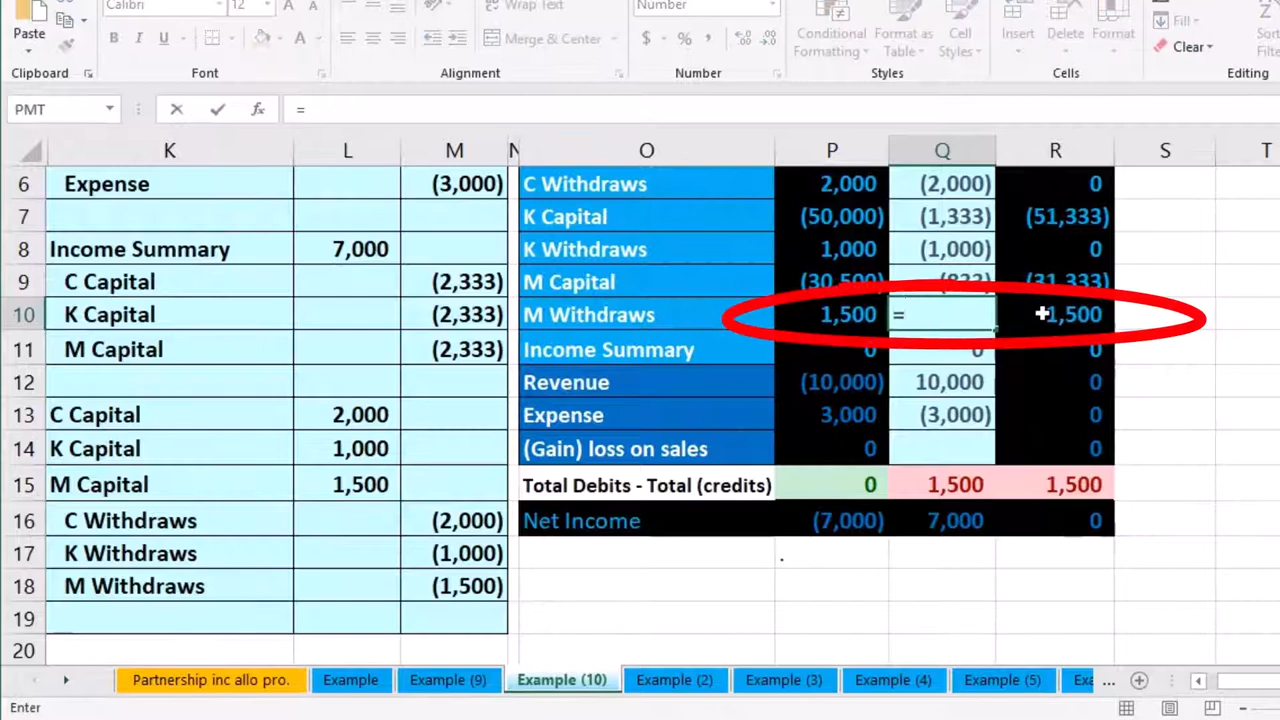 Calibri 12 Wrap Text Number
Paste B I U A Merge & Center $ % , Conditional Formatting Format as Table Cell Styles Insert Delete Format Fill Clear
Clipboard Font Alignment Number Styles Cells Editing
PMT fx =
K L M N O P Q R S T
6 Expense (3,000) C Withdraws 2,000 (2,000) 0
7 K Capital (50,000) (1,333) (51,333)
8 Income Summary 7,000 K Withdraws 1,000 (1,000) 0
9 C Capital (2,333) M Capital (30,500) (833) (31,333)
10 K Capital (2,333) M Withdraws 1,500 = 1,500
11 M Capital (2,333) Income Summary 0 0 0
12 Revenue (10,000) 10,000 0
13 C Capital 2,000 Expense 3,000 (3,000) 0
14 K Capital 1,000 (Gain) loss on sales 0 0
15 M Capital 1,500 Total Debits - Total (credits) 0 1,500 1,500
16 C Withdraws (2,000) Net Income (7,000) 7,000 0
17 K Withdraws (1,000) .
18 M Withdraws (1,500)
19
20
Partnership inc allo pro. Example Example (9) Example (10) Example (2) Example (3) Example (4) Example (5) Exa ...
Enter